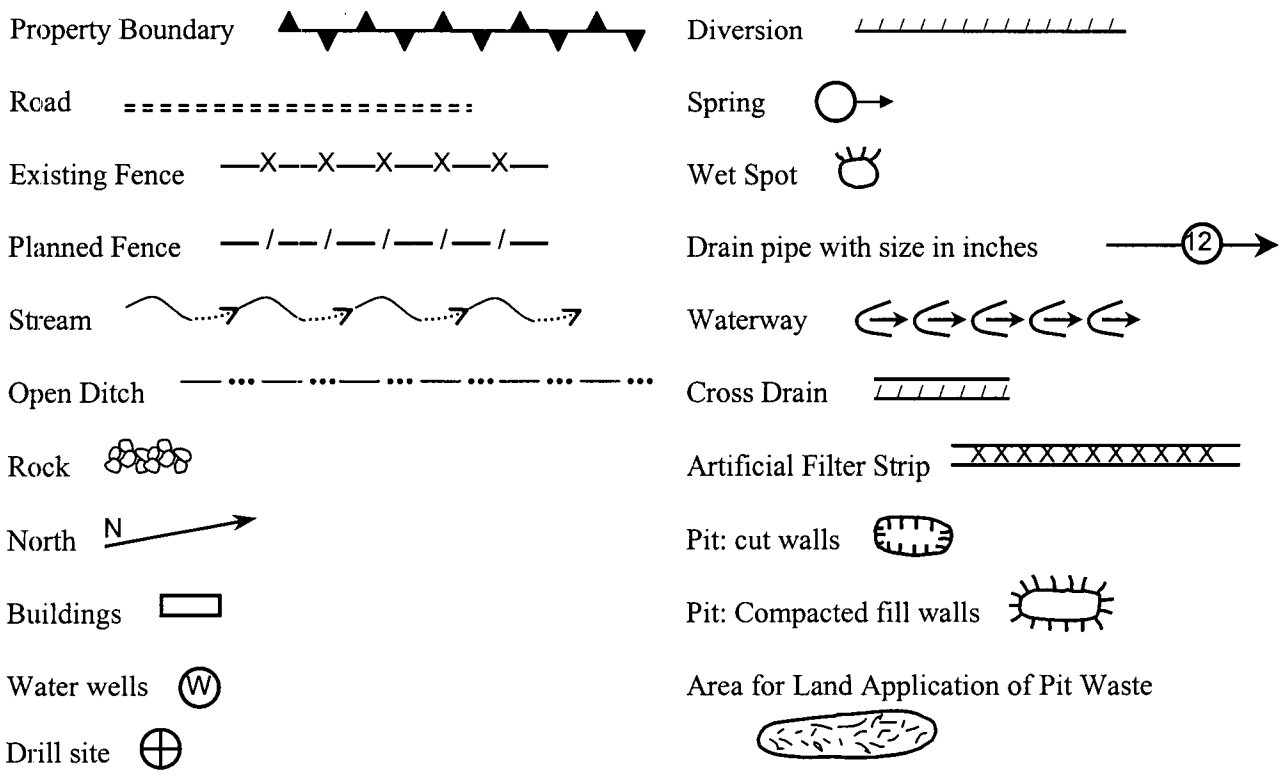 Property Boundary
Road
Existing Fence
Planned Fence
Stream
Open Ditch
Rock
North N
Buildings
Water wells W
Drill site
Diversion
Spring
Wet Spot
Drain pipe with size in inches 12
Waterway
Cross Drain
Artificial Filter Strip
Pit: cut walls
Pit: Compacted fill walls
Area for Land Application of Pit Waste